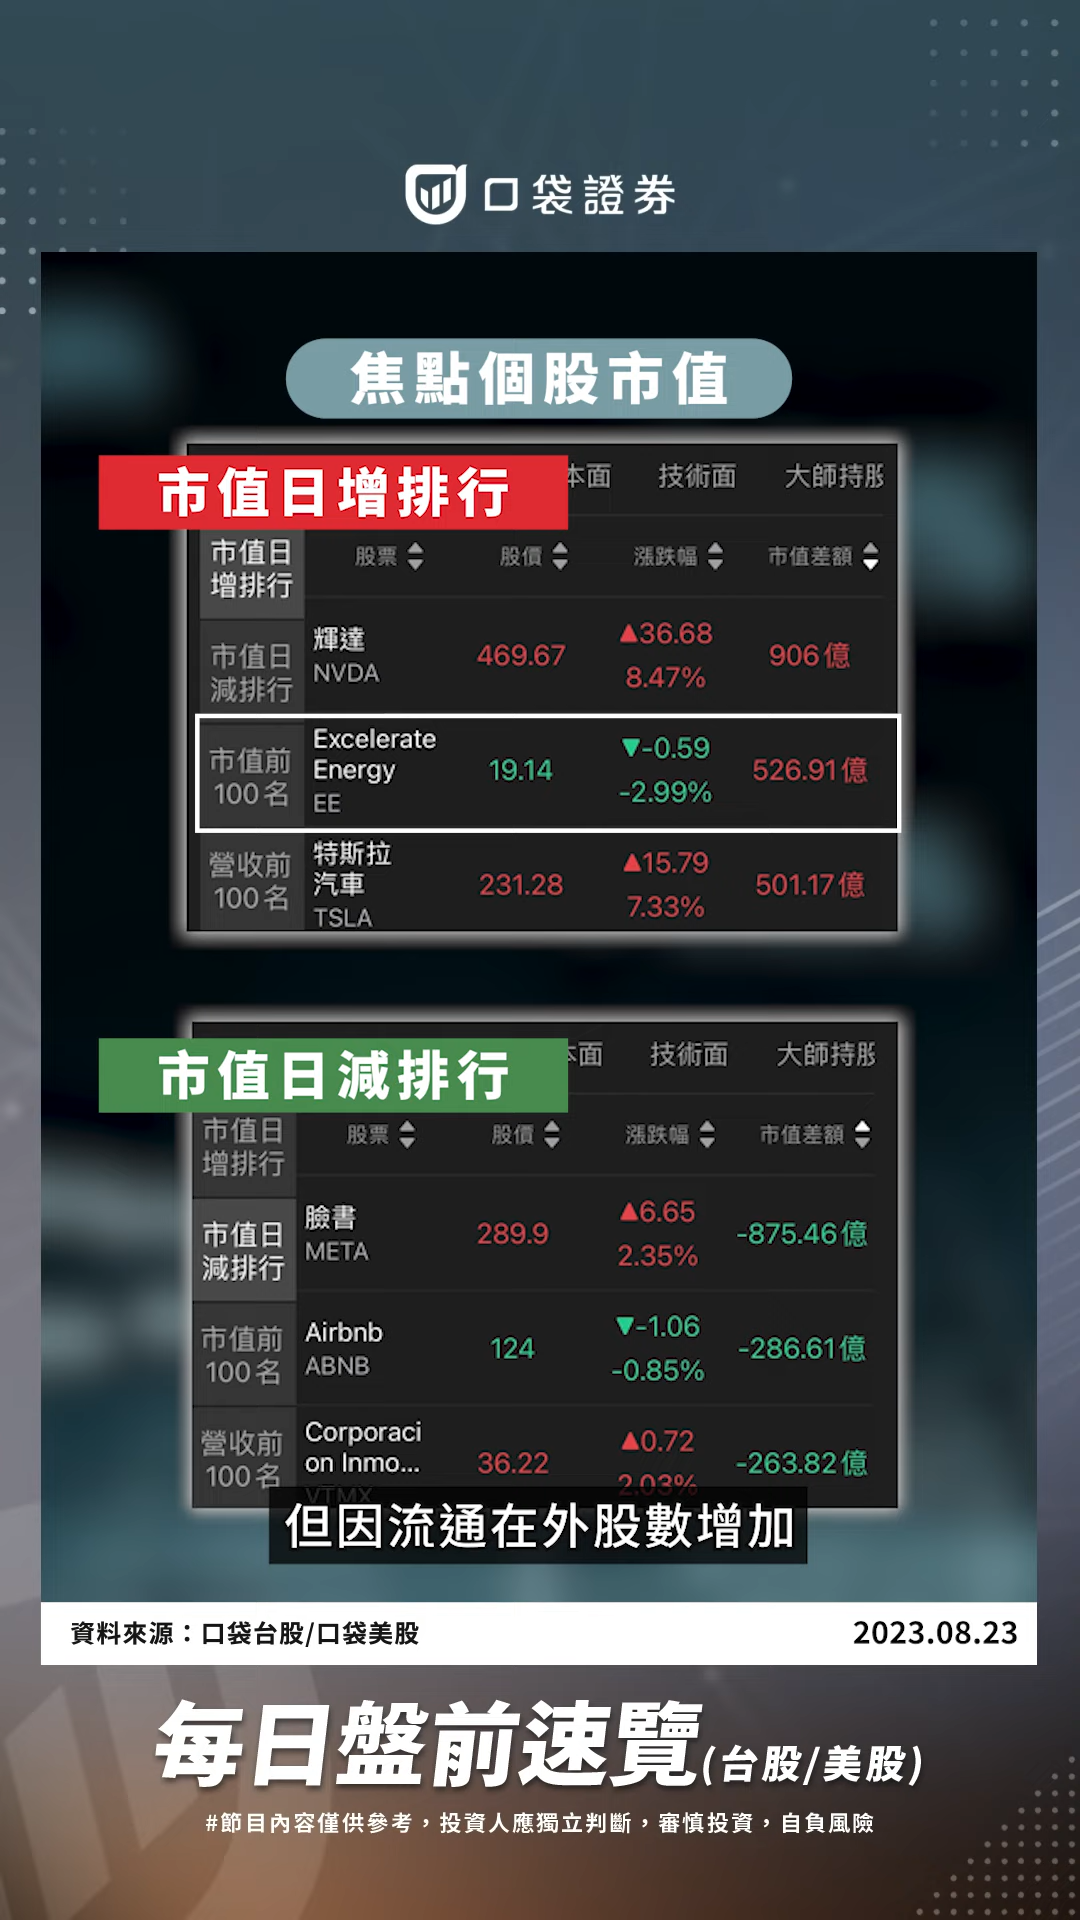 口袋證券
焦點個股市值
市值日增排行
本面 技術面 大師持股
市值日
增排行
股票 股價 漲跌幅 市值差額
市值日
減排行
輝達
NVDA
469.67
▲36.68
8.47%
906億
市值前
100名
Excelerate
Energy
EE
19.14
▼-0.59
-2.99%
526.91億
營收前
100名
特斯拉
汽車
TSLA
231.28
▲15.79
7.33%
501.17億
市值日減排行
本面 技術面 大師持股
市值日
增排行
股票 股價 漲跌幅 市值差額
市值日
減排行
臉書
META
289.9
▲6.65
2.35%
-875.46億
市值前
100名
Airbnb
ABNB
124
▼-1.06
-0.85%
-286.61億
營收前
100名
Corporaci
on Inmo...
VTMX
36.22
▲0.72
2.03%
-263.82億
但因流通在外股數增加
資料來源：口袋台股/口袋美股 2023.08.23
每日盤前速覽(台股/美股)
#節目內容僅供參考，投資人應獨立判斷，審慎投資，自負風險